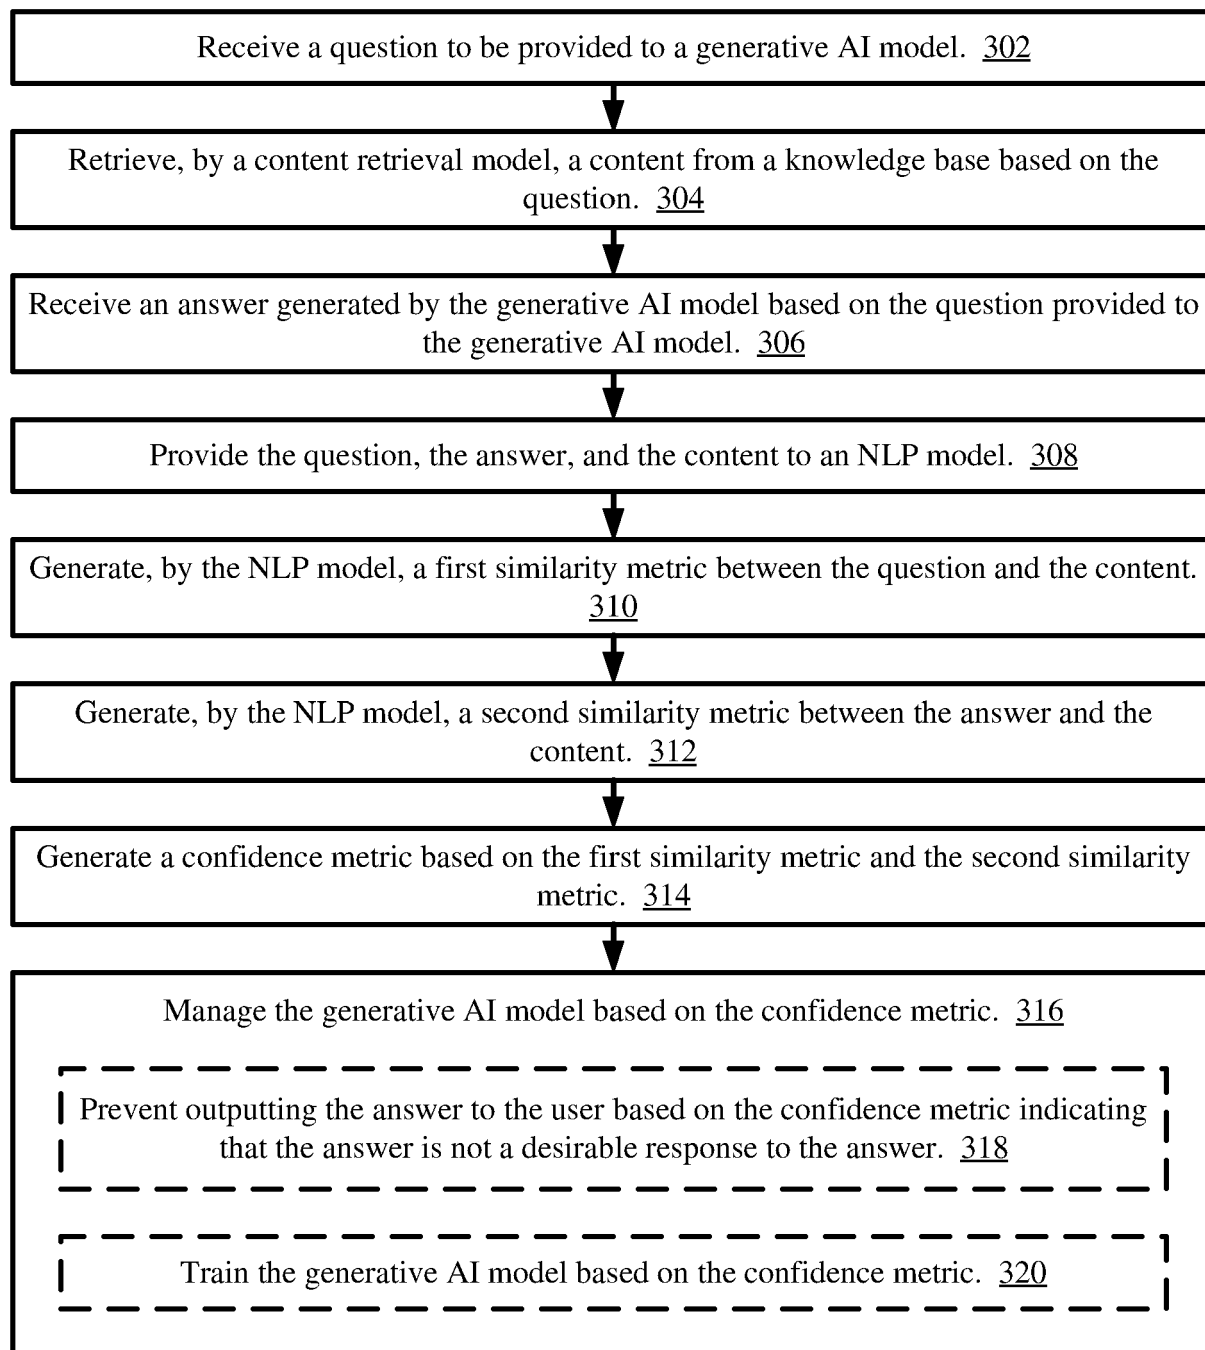 Receive a question to be provided to a generative AI model. 302
Retrieve, by a content retrieval model, a content from a knowledge base based on the
question. 304
Receive an answer generated by the generative AI model based on the question provided to
the generative AI model. 306
Provide the question, the answer, and the content to an NLP model. 308
Generate, by the NLP model, a first similarity metric between the question and the content.
310
Generate, by the NLP model, a second similarity metric between the answer and the
content. 312
Generate a confidence metric based on the first similarity metric and the second similarity
metric. 314
Manage the generative AI model based on the confidence metric. 316
Prevent outputting the answer to the user based on the confidence metric indicating
that the answer is not a desirable response to the answer. 318
Train the generative AI model based on the confidence metric. 320